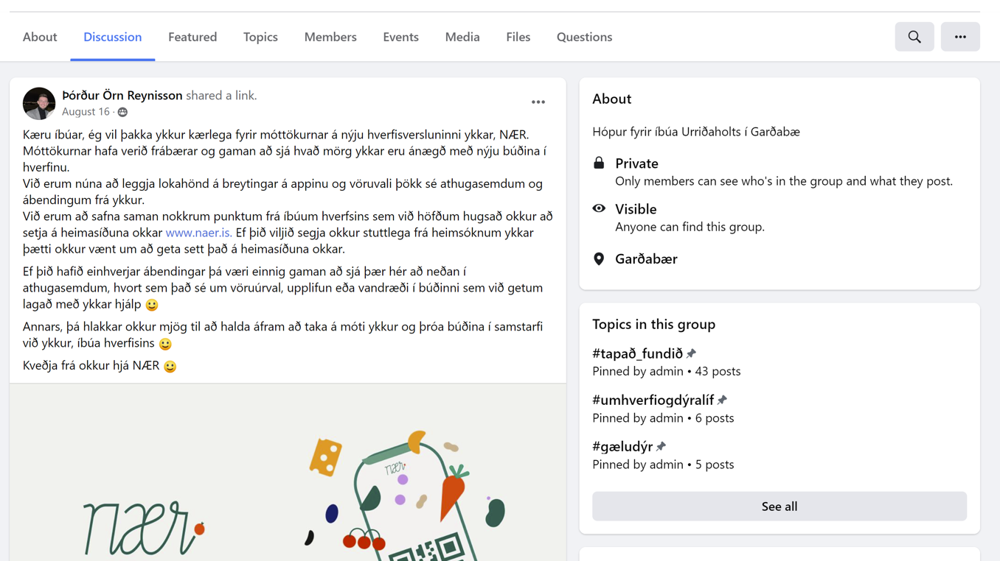 About Discussion Featured Topics Members Events Media Files Questions
Þórður Örn Reynisson shared a link.
August 16 ·
Kæru íbúar, ég vil þakka ykkur kærlega fyrir móttökurnar á nýju hverfisversluninni ykkar, NÆR.
Móttökurnar hafa verið frábærar og gaman að sjá hvað mörg ykkar eru ánægð með nýju búðina í
hverfinu.
Við erum núna að leggja lokahönd á breytingar á appinu og vöruvali þökk sé athugasemdum og
ábendingum frá ykkur.
Við erum að safna saman nokkrum punktum frá íbúum hverfsins sem við höfðum hugsað okkur að
setja á heimasíðuna okkar www.naer.is. Ef þið viljið segja okkur stuttlega frá heimsóknum ykkar
þætti okkur vænt um að geta sett það á heimasíðuna okkar.
Ef þið hafið einhverjar ábendingar þá væri einnig gaman að sjá þær hér að neðan í
athugasemdum, hvort sem það sé um vöruúrval, upplifun eða vandræði í búðinni sem við getum
lagað með ykkar hjálp 🙂
Annars, þá hlakkar okkur mjög til að halda áfram að taka á móti ykkur og þróa búðina í samstarfi
við ykkur, íbúa hverfisins 🙂
Kveðja frá okkur hjá NÆR 🙂
nær
nær
About
Hópur fyrir íbúa Urriðaholts í Garðabæ
Private
Only members can see who's in the group and what they post.
Visible
Anyone can find this group.
Garðabær
Topics in this group
#tapað_fundið
Pinned by admin • 43 posts
#umhverfiogdýralíf
Pinned by admin • 6 posts
#gæludýr
Pinned by admin • 5 posts
See all